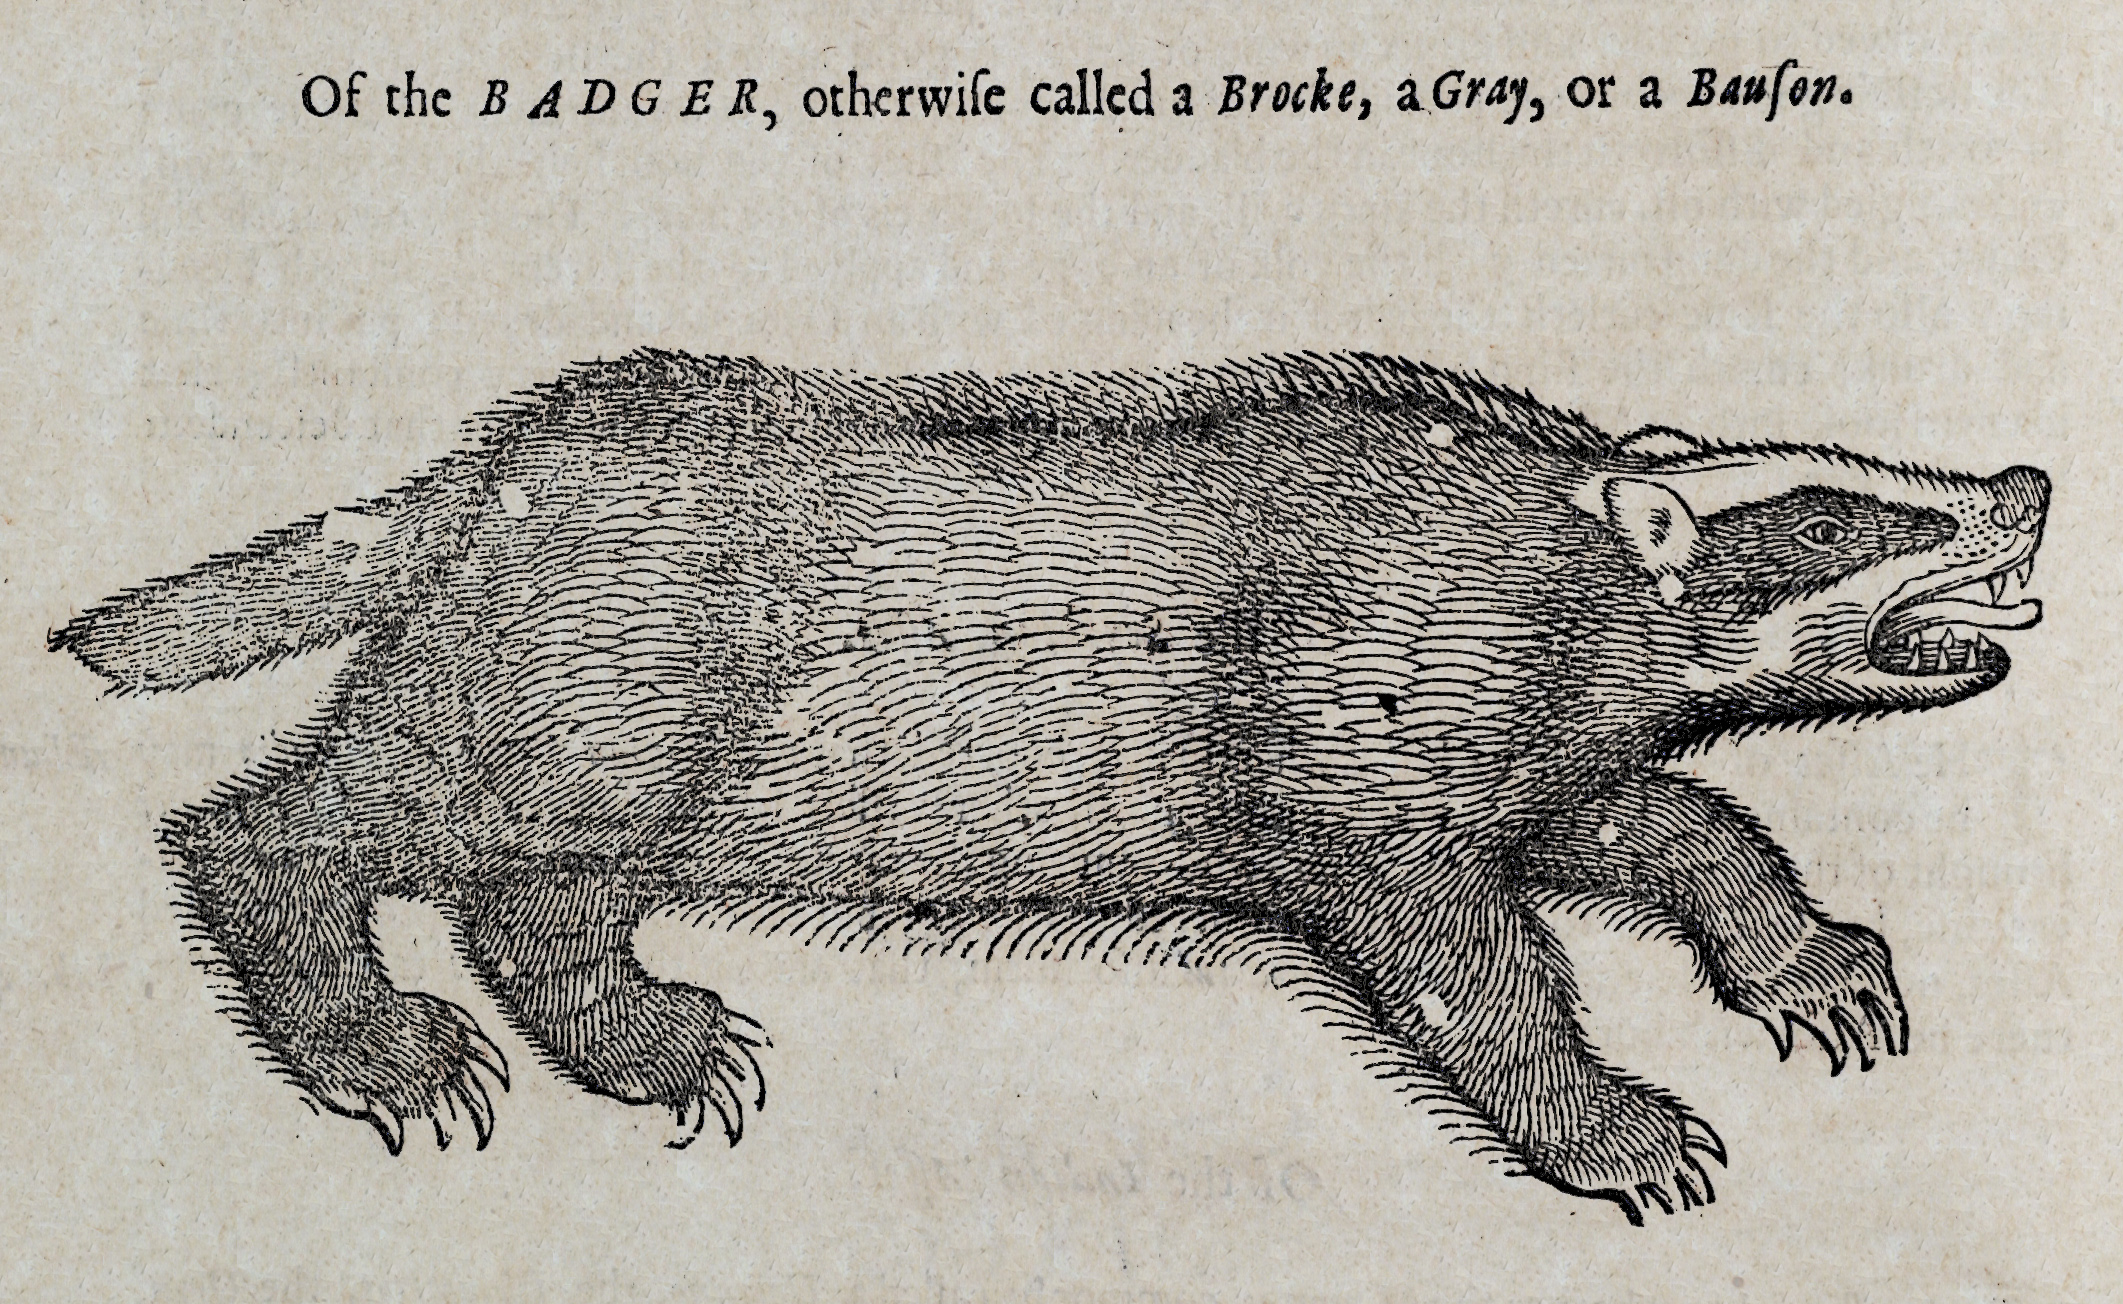 Of the BADGER, otherwiſe called a Brocke, a Gray, or a Bauſon.